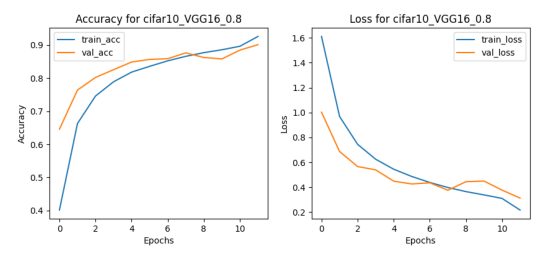 Accuracy for cifar10_VGG16_0.8
train_acc
val_acc
0.9
0.8
0.7
0.6
0.5
0.4
Accuracy
0 2 4 6 8 10
Epochs
Loss for cifar10_VGG16_0.8
train_loss
val_loss
1.6
1.4
1.2
1.0
0.8
0.6
0.4
0.2
Loss
0 2 4 6 8 10
Epochs